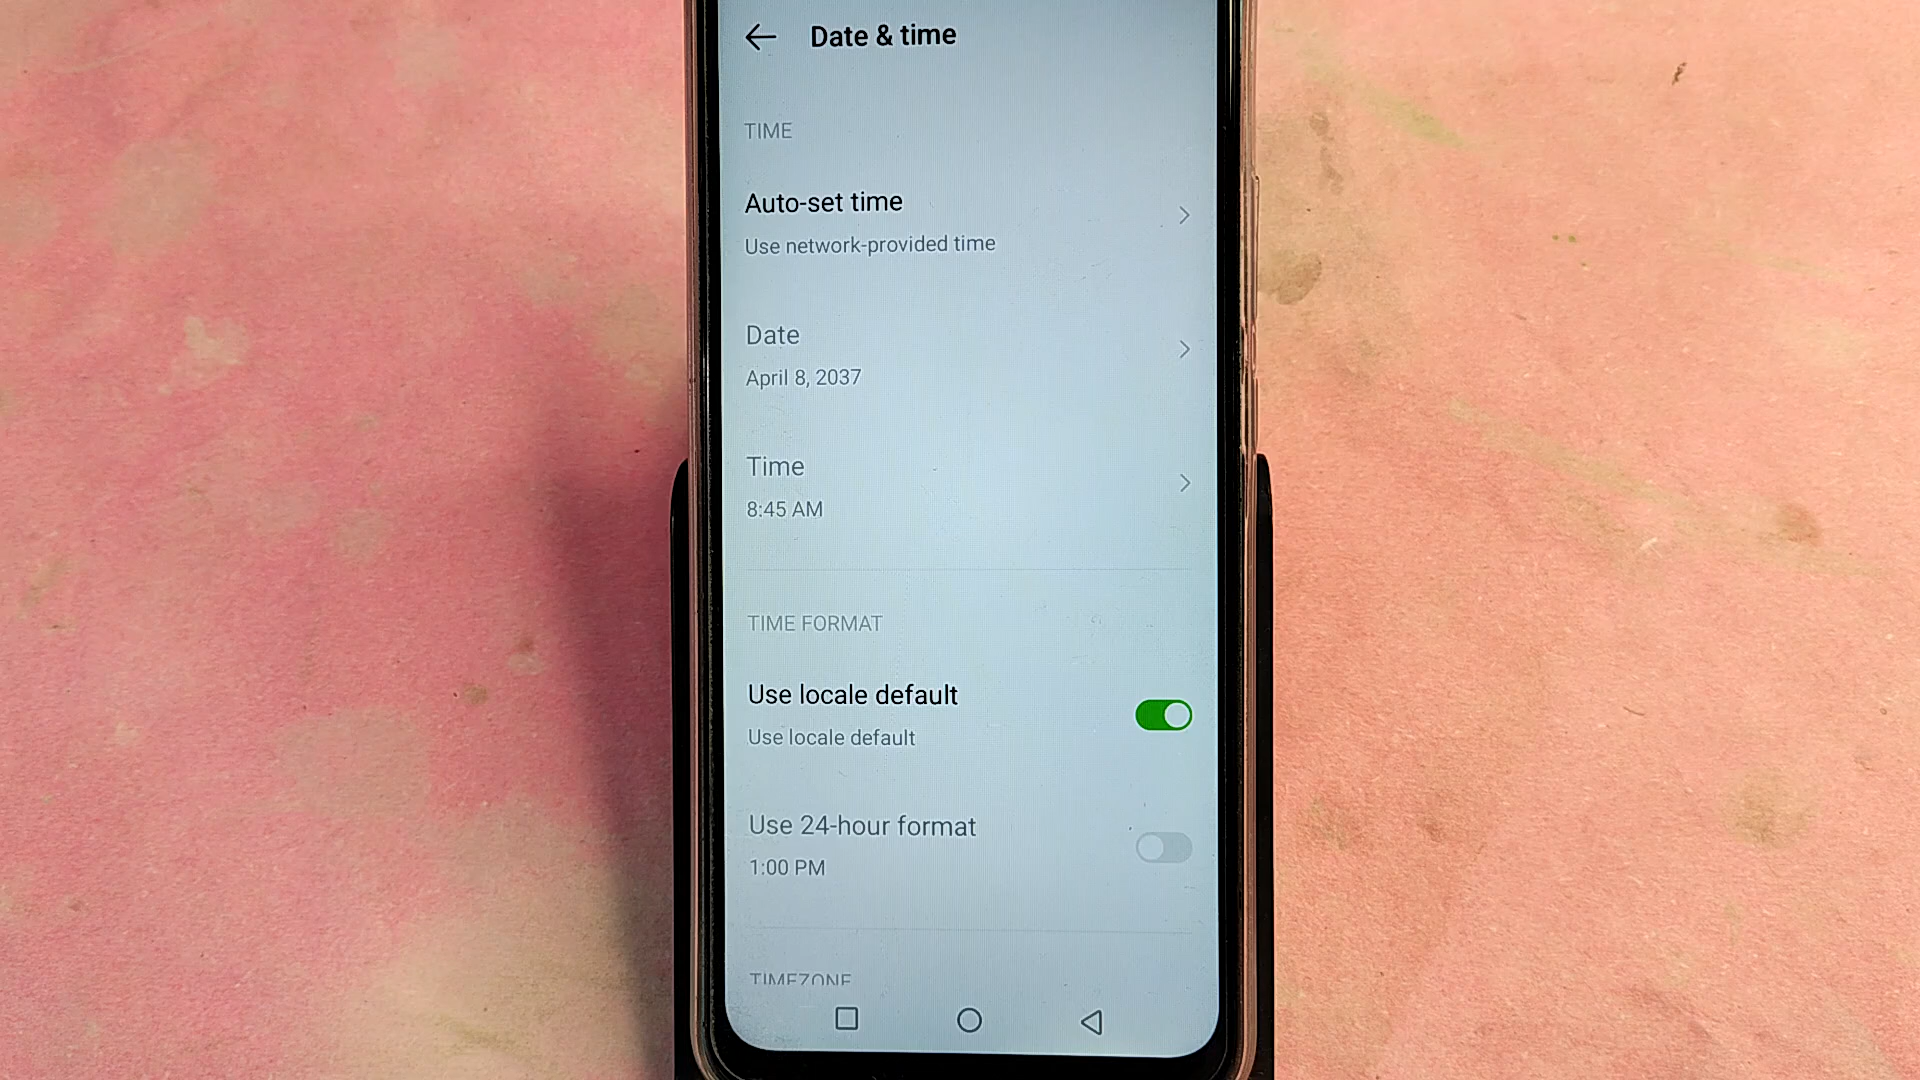 Date & time
TIME
Auto-set time
Use network-provided time
Date
April 8, 2037
Time
8:45 AM
TIME FORMAT
Use locale default
Use locale default
Use 24-hour format
1:00 PM
TIMEZONE